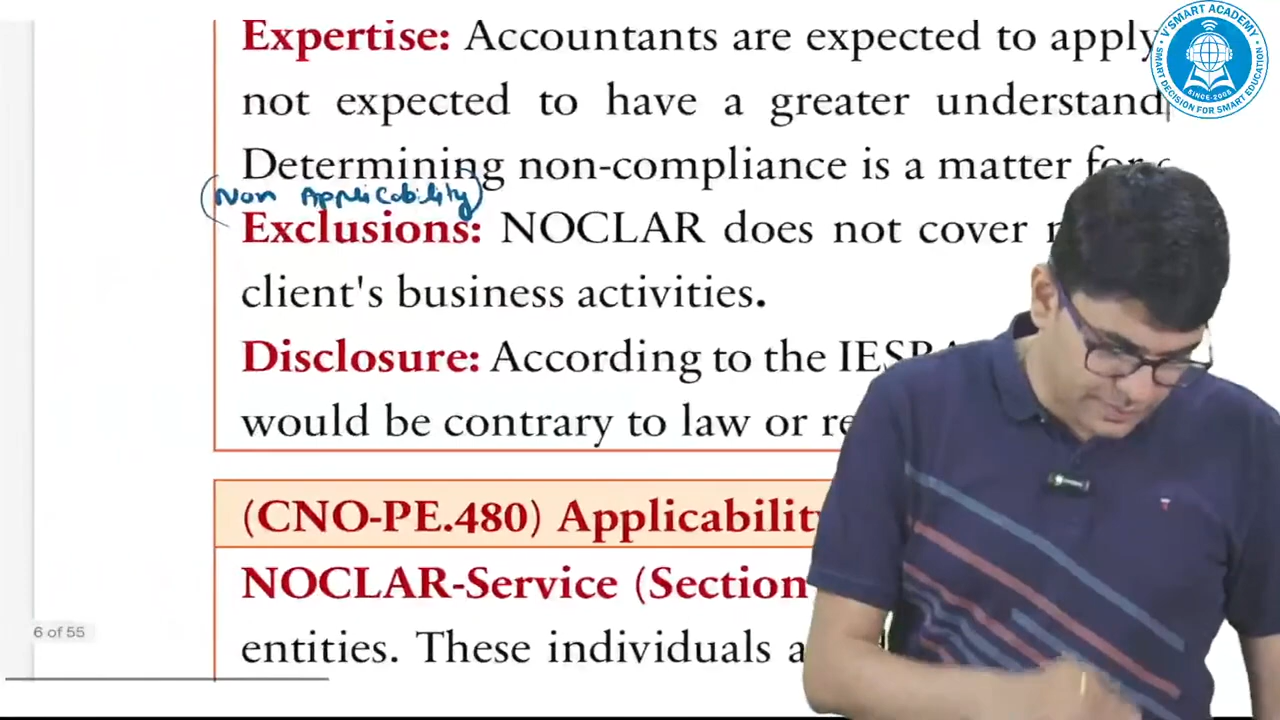 Expertise: Accountants are expected to apply
not expected to have a greater understand
Determining non-compliance is a matter for
(Non Applicability)
Exclusions: NOCLAR does not cover
client's business activities.
Disclosure: According to the IESBA
would be contrary to law or re
(CNO-PE.480) Applicability
NOCLAR-Service (Section
entities. These individuals a
6 of 55
V'SMART ACADEMY
SINCE-2005
SMART DECISION FOR SMART EDUCATION